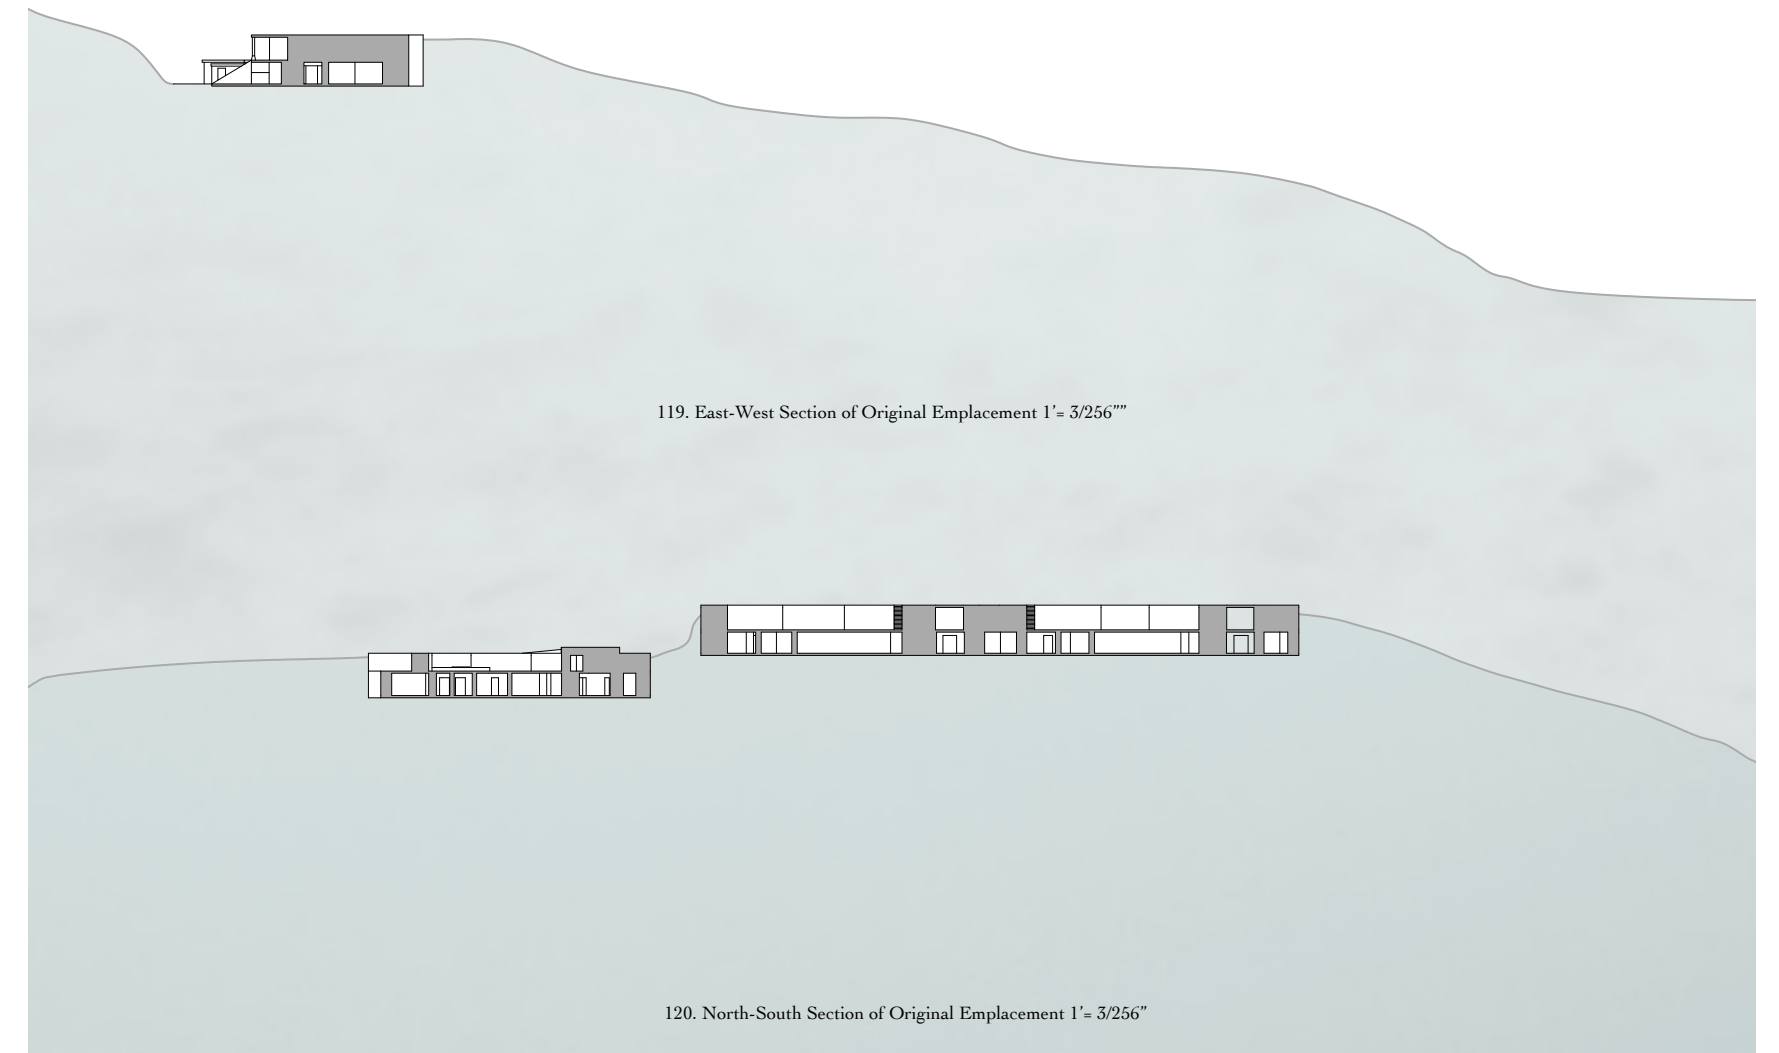 119. East-West Section of Original Emplacement 1’= 3/256””
120. North-South Section of Original Emplacement 1’= 3/256”